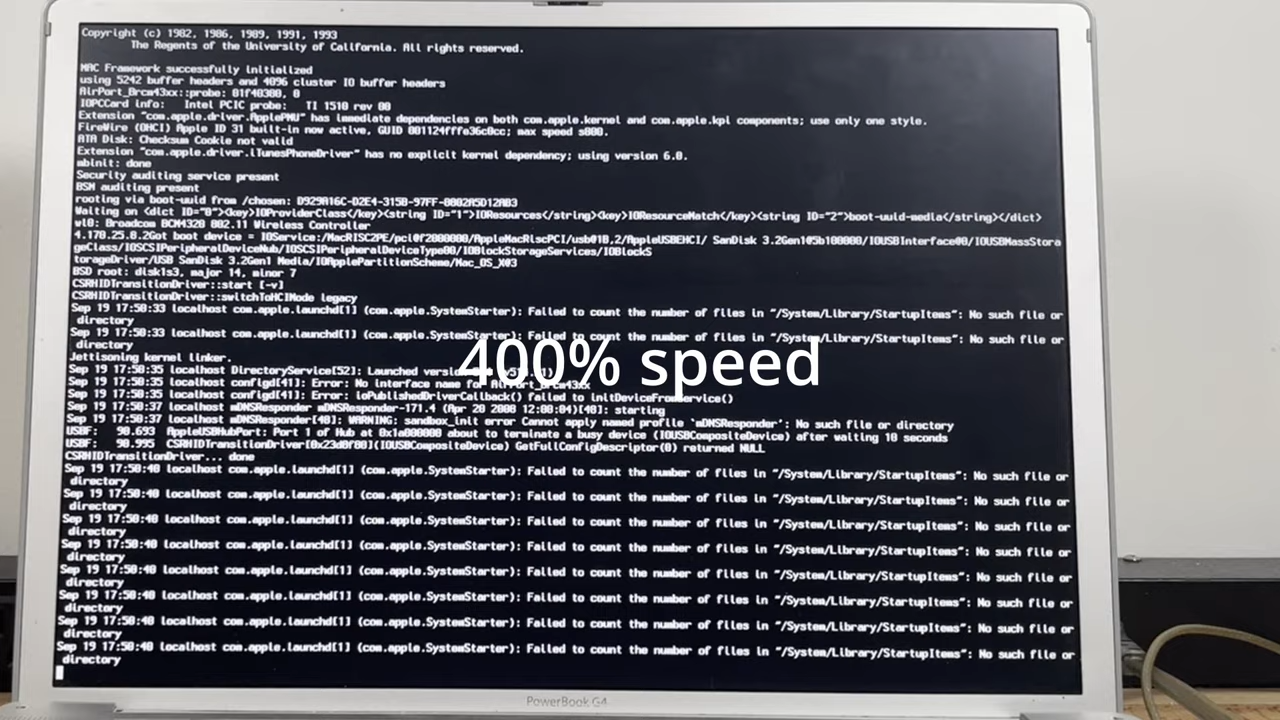 Copyright (c) 1982, 1986, 1989, 1991, 1993
The Regents of the University of California. All rights reserved.
MAC Framework successfully initialized
using 5242 buffer headers and 4096 cluster IO buffer headers
AirPort_Brcm43xx::probe: 01f40300, 0
IOPCCard info: Intel PCIC probe: TI 1510 rev 00
Extension "com.apple.driver.ApplePMU" has immediate dependencies on both com.apple.kernel and com.apple.kpi components; use only one style.
FireWire (OHCI) Apple ID 31 built-in now active, GUID 001124fffe36c0cc; max speed s800.
ATA Disk: Checksum Cookie not valid
Extension "com.apple.driver.iTunesPhoneDriver" has no explicit kernel dependency; using version 6.0.
mbinit: done
Security auditing service present
BSM auditing present
rooting via boot-uuid from /chosen: D929A16C-D2E4-315B-97FF-0802A5D12AB3
Waiting on <dict ID="0"><key>IOProviderClass</key><string ID="1">IOResources</string><key>IOResourceMatch</key><string ID="2">boot-uuid-media</string></dict>
wl0: Broadcom BCM4320 802.11 Wireless Controller
4.170.25.8.2Got boot device = IOService:/MacRISC2PE/pci@f2000000/AppleMacRiscPCI/usb@1B,2/AppleUSBEHCI/ SanDisk 3.2Gen1@5b100000/IOUSBInterface@0/IOUSBMassStora
geClass/IOSCSIPeripheralDeviceNub/IOSCSIPeripheralDeviceType00/IOBlockStorageServices/IOBlockS
torageDriver/USB SanDisk 3.2Gen1 Media/IOApplePartitionScheme/Mac_OS_X@3
BSD root: disk1s3, major 14, minor 7
CSRHIDTransitionDriver::start [-v]
CSRHIDTransitionDriver::switchToHCIMode legacy
Sep 19 17:50:33 localhost com.apple.launchd[1] (com.apple.SystemStarter): Failed to count the number of files in "/System/Library/StartupItems": No such file or
directory
Sep 19 17:50:33 localhost com.apple.launchd[1] (com.apple.SystemStarter): Failed to count the number of files in "/System/Library/StartupItems": No such file or
directory
Jettisoning kernel linker.
400% speed
Sep 19 17:50:35 localhost DirectoryService[52]: Launched version
Sep 19 17:50:35 localhost configd[41]: Error: No interface name for AirPort_Brcm43xx
Sep 19 17:50:35 localhost configd[41]: Error: ioPublishedDriverCallback() failed to initDeviceFromService()
Sep 19 17:50:37 localhost mDNSResponder mDNSResponder-171.4 (Apr 20 2008 12:08:04)[40]: starting
Sep 19 17:50:37 localhost mDNSResponder[40]: WARNING: sandbox_init error Cannot apply named profile `mDNSResponder': No such file or directory
USBF: 98.693 AppleUSBHubPort: Port 1 of Hub at 0x1a000000 about to terminate a busy device (IOUSBCompositeDevice) after waiting 10 seconds
USBF: 98.995 CSRHIDTransitionDriver[0x23d0f80](IOUSBCompositeDevice) GetFullConfigDescriptor(0) returned NULL
CSRHIDTransitionDriver... done
Sep 19 17:50:40 localhost com.apple.launchd[1] (com.apple.SystemStarter): Failed to count the number of files in "/System/Library/StartupItems": No such file or
directory
Sep 19 17:50:40 localhost com.apple.launchd[1] (com.apple.SystemStarter): Failed to count the number of files in "/System/Library/StartupItems": No such file or
directory
Sep 19 17:50:40 localhost com.apple.launchd[1] (com.apple.SystemStarter): Failed to count the number of files in "/System/Library/StartupItems": No such file or
directory
Sep 19 17:50:40 localhost com.apple.launchd[1] (com.apple.SystemStarter): Failed to count the number of files in "/System/Library/StartupItems": No such file or
directory
Sep 19 17:50:40 localhost com.apple.launchd[1] (com.apple.SystemStarter): Failed to count the number of files in "/System/Library/StartupItems": No such file or
directory
Sep 19 17:50:40 localhost com.apple.launchd[1] (com.apple.SystemStarter): Failed to count the number of files in "/System/Library/StartupItems": No such file or
directory
Sep 19 17:50:40 localhost com.apple.launchd[1] (com.apple.SystemStarter): Failed to count the number of files in "/System/Library/StartupItems": No such file or
directory
Sep 19 17:50:40 localhost com.apple.launchd[1] (com.apple.SystemStarter): Failed to count the number of files in "/System/Library/StartupItems": No such file or
directory
PowerBook G4